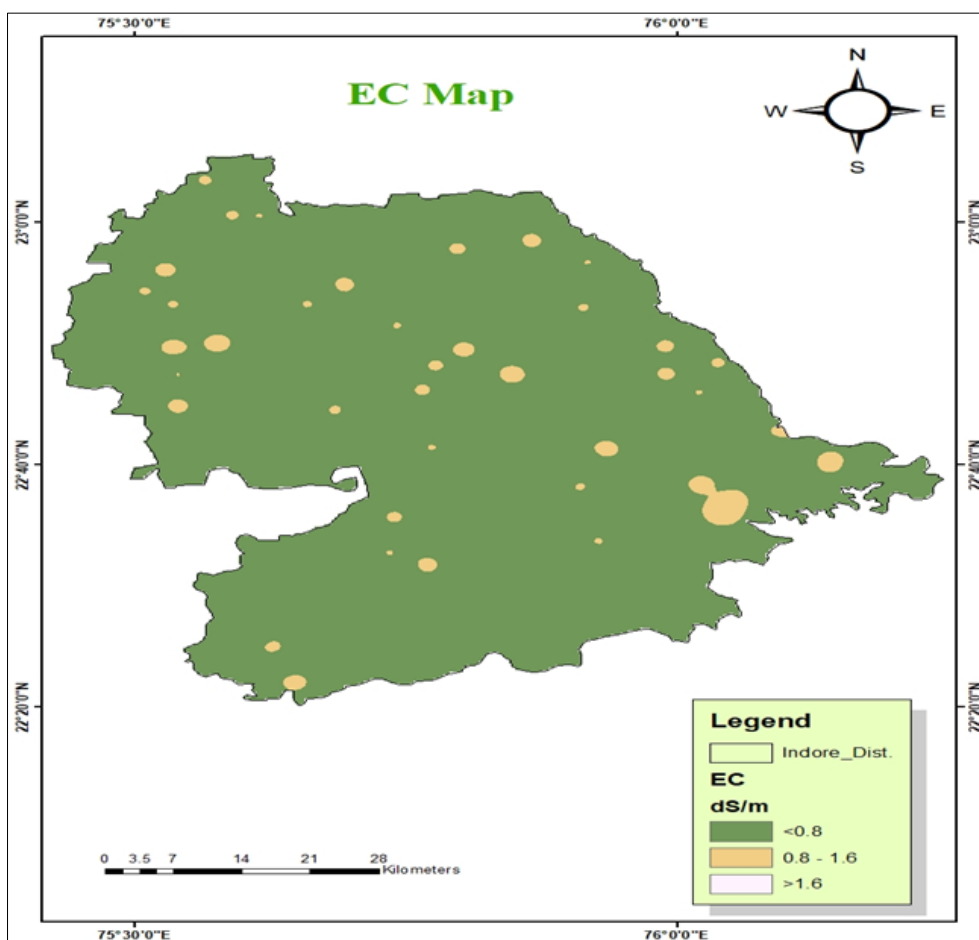 75°30'0"E 76°0'0"E
N
EC Map
W E
S
23°0'0"N 23°0'0"N
22°40'0"N 22°40'0"N
22°20'0"N 22°20'0"N
Legend
Indore_Dist.
EC
dS/m
<0.8
0.8 - 1.6
>1.6
0 3.5 7 14 21 28
Kilometers
75°30'0"E 76°0'0"E